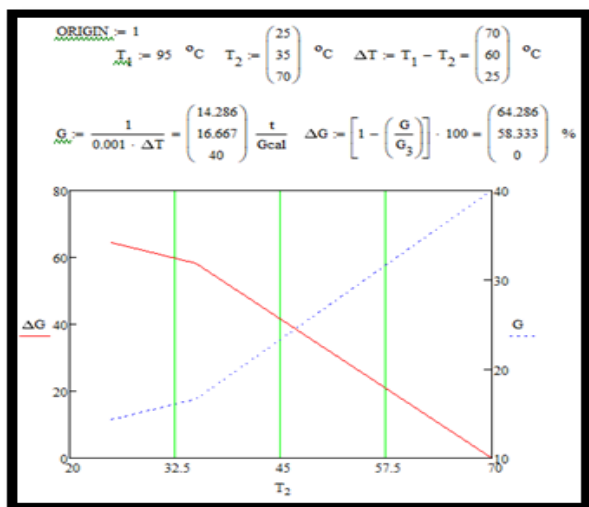 ORIGIN := 1
T1 := 95 °C T2 := (25 35 70) °C ΔT := T1 − T2 = (70 60 25) °C
G := 1 / (0.001 · ΔT) = (14.286 16.667 40) t/Gcal ΔG := [1 − (G/G3)] · 100 = (64.286 58.333 0) %
80
60
ΔG 40
20
0
40
30
G
20
10
20 32.5 45 57.5 70
T2